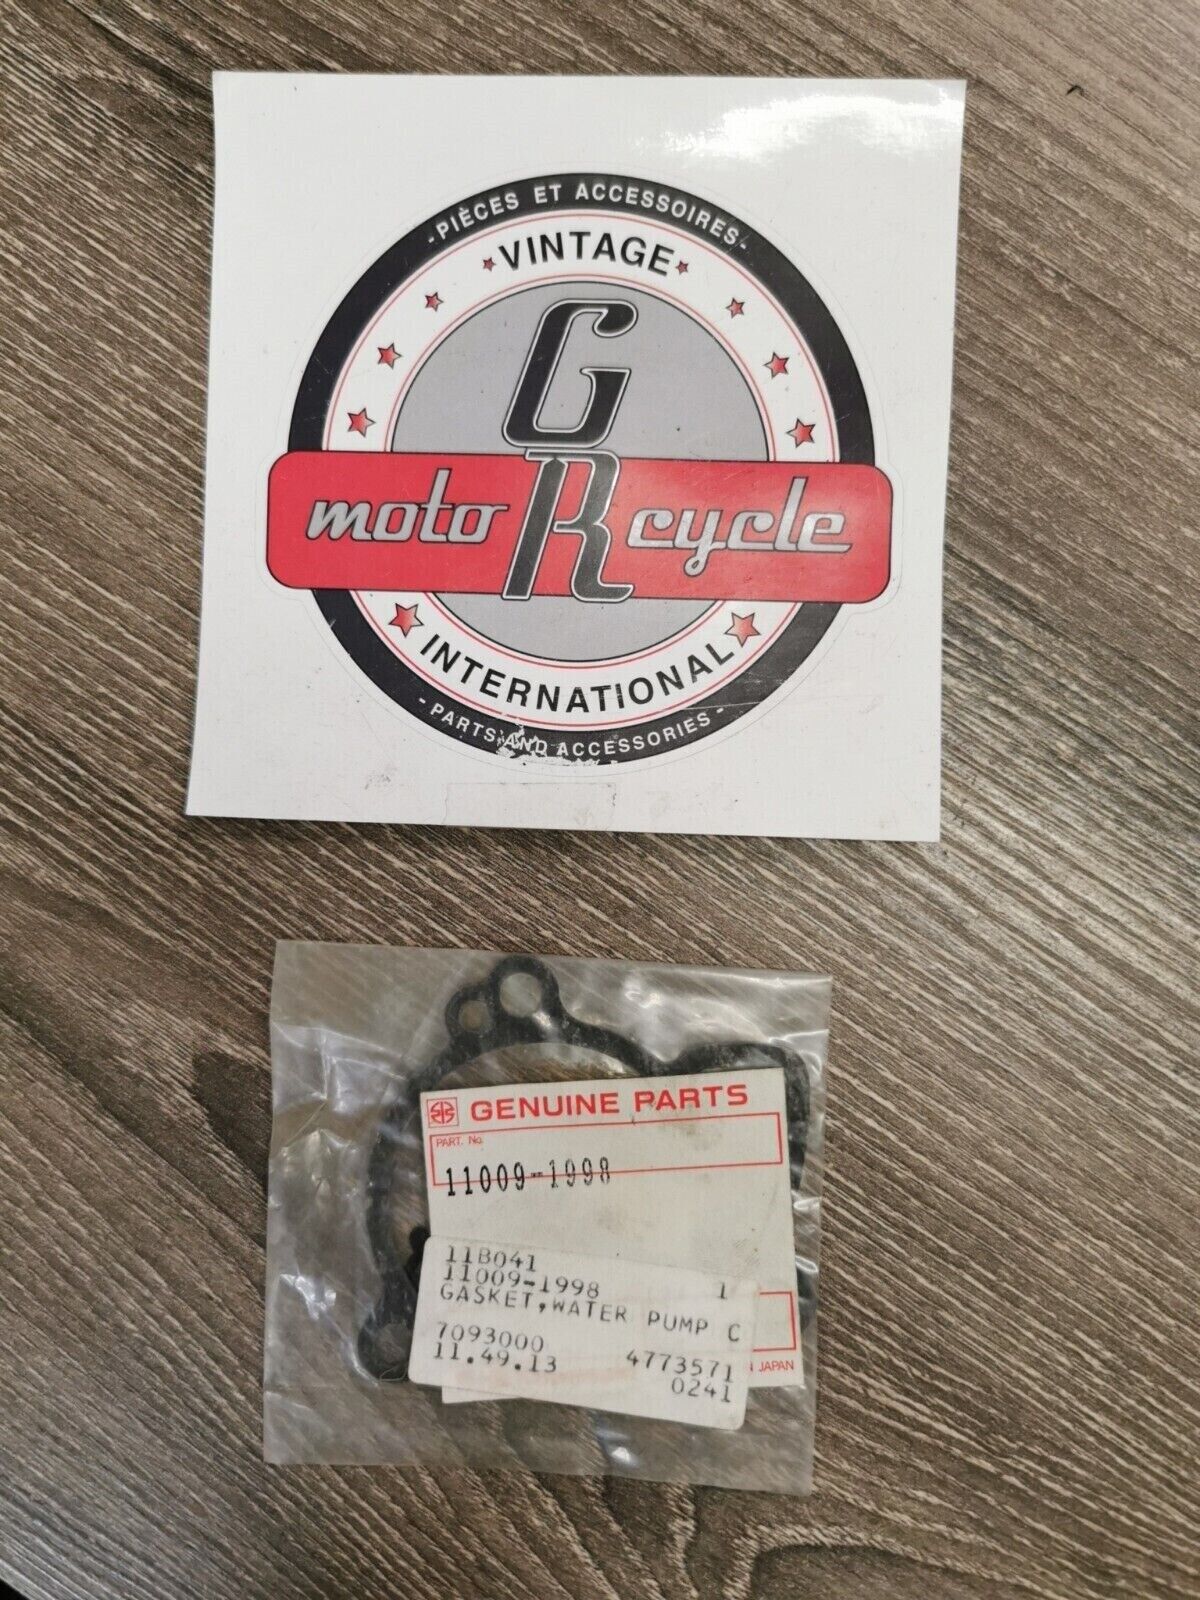 -PIÈCES ET ACCESSOIRES-
VINTAGE
GR
moto cycle
INTERNATIONAL
- PARTS AND ACCESSORIES -
GENUINE PARTS
PART. No.
11009-1998
11B041
11009-1998 1
GASKET,WATER PUMP C
7093000
11.49.13 4773571
0241
N JAPAN